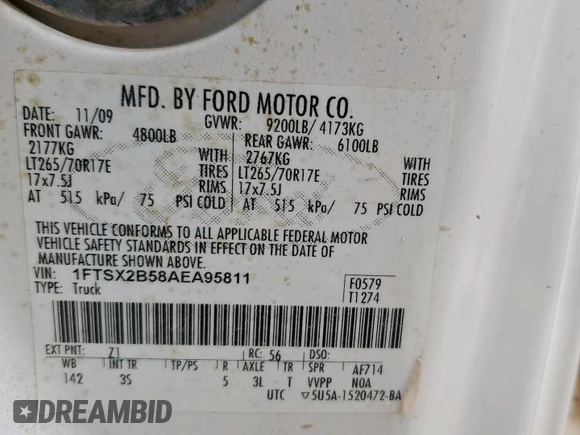 MFD. BY FORD MOTOR CO.
DATE: 11/09 GVWR: 9200LB/ 4173KG
FRONT GAWR: 4800LB REAR GAWR: 6100LB
2177KG WITH 2767KG WITH
LT265/70R17E TIRES LT265/70R17E TIRES
17x7.5J RIMS 17x7.5J RIMS
AT 515 kPa/ 75 PSI COLD AT 515 kPa/ 75 PSI COLD
THIS VEHICLE CONFORMS TO ALL APPLICABLE FEDERAL MOTOR
VEHICLE SAFETY STANDARDS IN EFFECT ON THE DATE OF
MANUFACTURE SHOWN ABOVE.
VIN: 1FTSX2B58AEA95811 F0579
TYPE: Truck T1274
EXT PNT: Z1 RC: 56 DSO:
WB INT TR TP/PS R AXLE TR SPR AF714
142 3S 5 3L T VVPP NOA
UTC ▽5U5A-1520472-BA
AUTOBIDMASTER DREAMBID